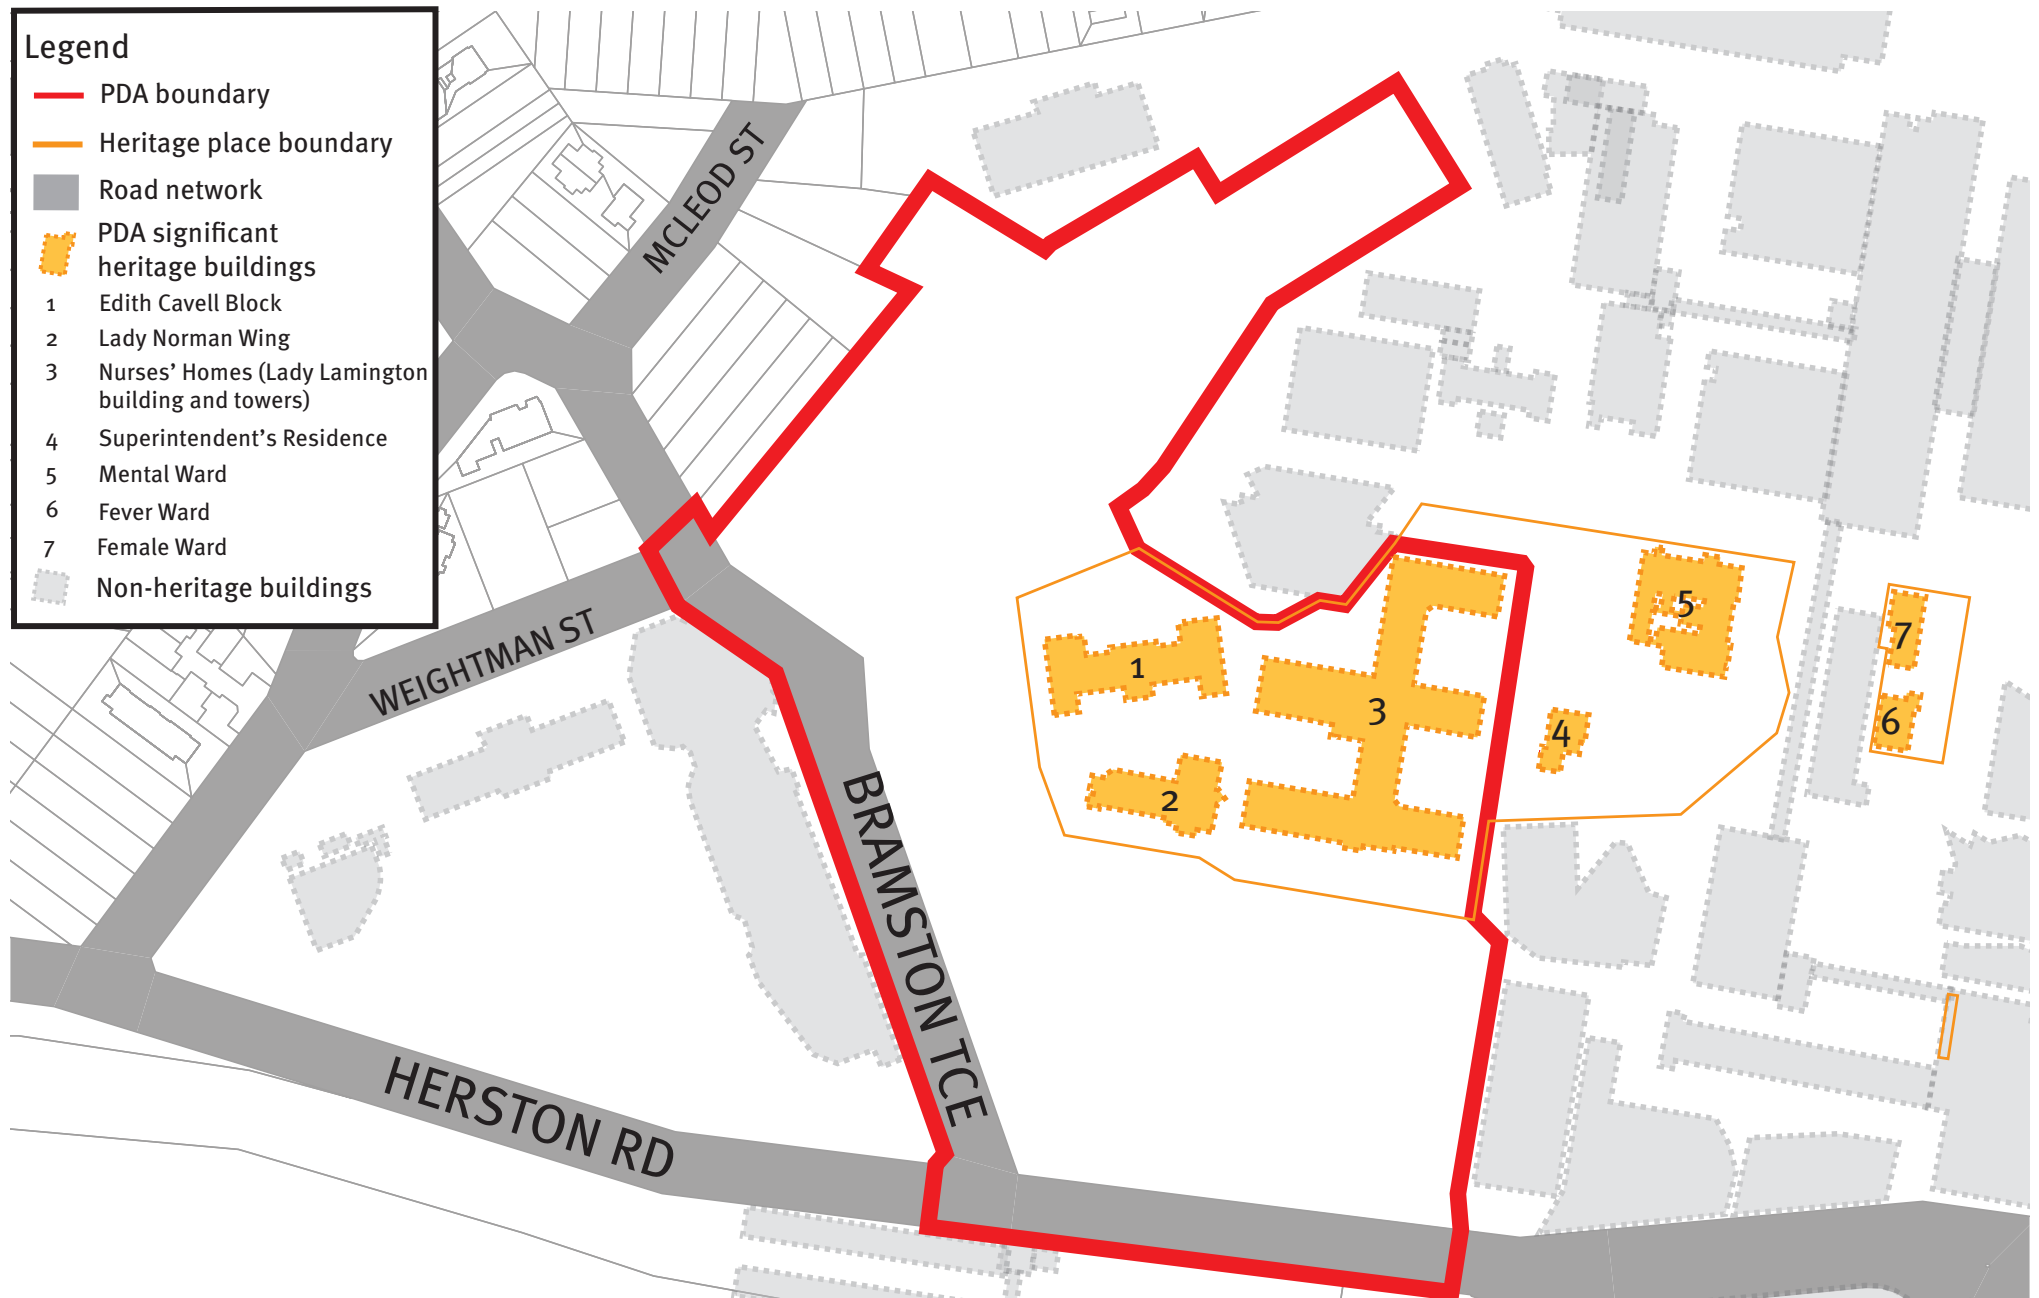 Legend
PDA boundary
Heritage place boundary
Road network
PDA significant
heritage buildings
1 Edith Cavell Block
2 Lady Norman Wing
3 Nurses' Homes (Lady Lamington
building and towers)
4 Superintendent's Residence
5 Mental Ward
6 Fever Ward
7 Female Ward
Non-heritage buildings
MCLEOD ST
WEIGHTMAN ST
BRAMSTON TCE
HERSTON RD
1
2
3
4
5
7
6